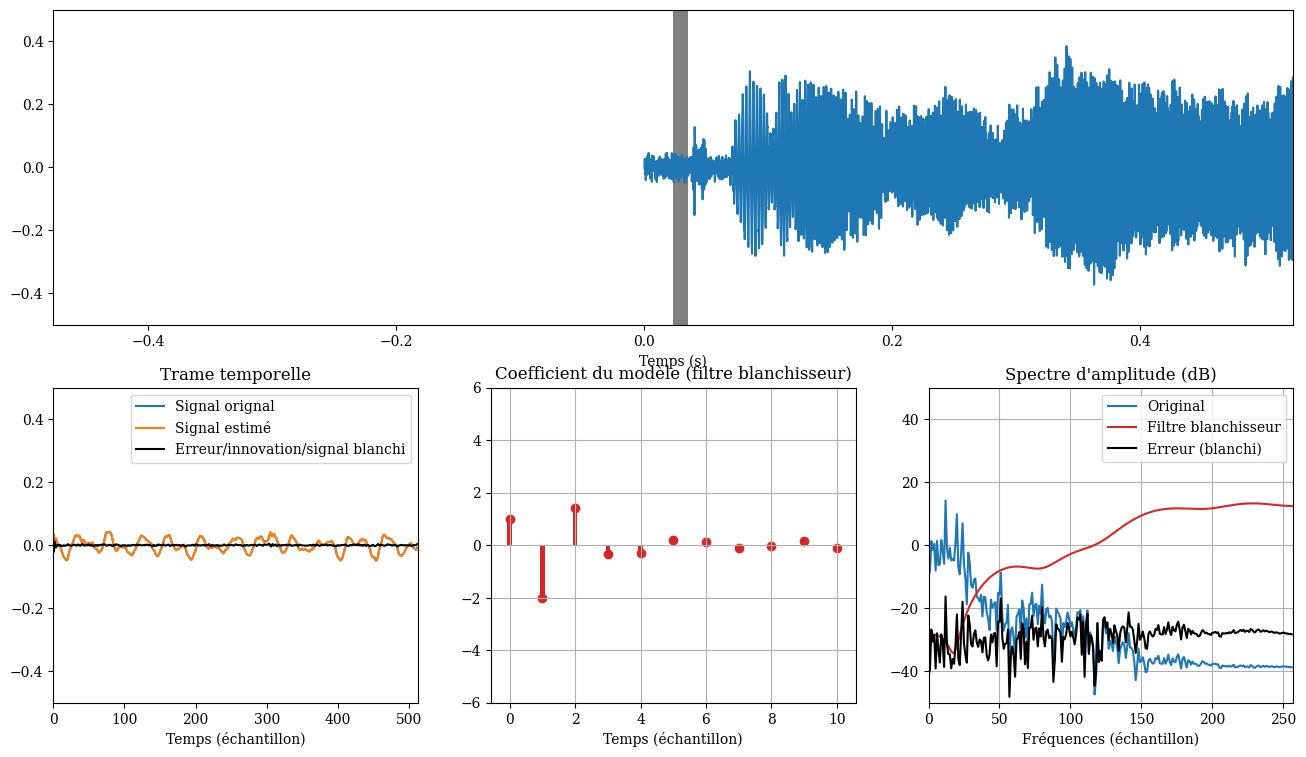 0.4
0.2
0.0
−0.2
−0.4
−0.4 −0.2 0.0 0.2 0.4
Temps (s)
Trame temporelle
0.4
0.2
0.0
−0.2
−0.4
Signal orignal
Signal estimé
Erreur/innovation/signal blanchi
0 100 200 300 400 500
Temps (échantillon)
Coefficient du modèle (filtre blanchisseur)
6
4
2
0
−2
−4
−6
0 2 4 6 8 10
Temps (échantillon)
Spectre d'amplitude (dB)
40
20
0
−20
−40
Original
Filtre blanchisseur
Erreur (blanchi)
0 50 100 150 200 250
Fréquences (échantillon)